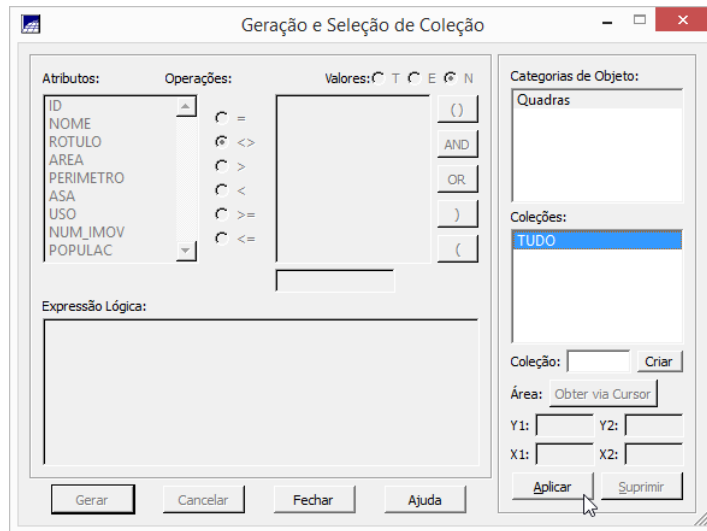 Geração e Seleção de Coleção
Atributos:
Operações:
Valores: T E N
ID
NOME
ROTULO
AREA
PERIMETRO
ASA
USO
NUM_IMOV
POPULAC
=
<>
>
<
>=
<=
()
AND
OR
)
(
Expressão Lógica:
Gerar
Cancelar
Fechar
Ajuda
Categorias de Objeto:
Quadras
Coleções:
TUDO
Coleção:
Criar
Área:
Obter via Cursor
Y1:
Y2:
X1:
X2:
Aplicar
Suprimir